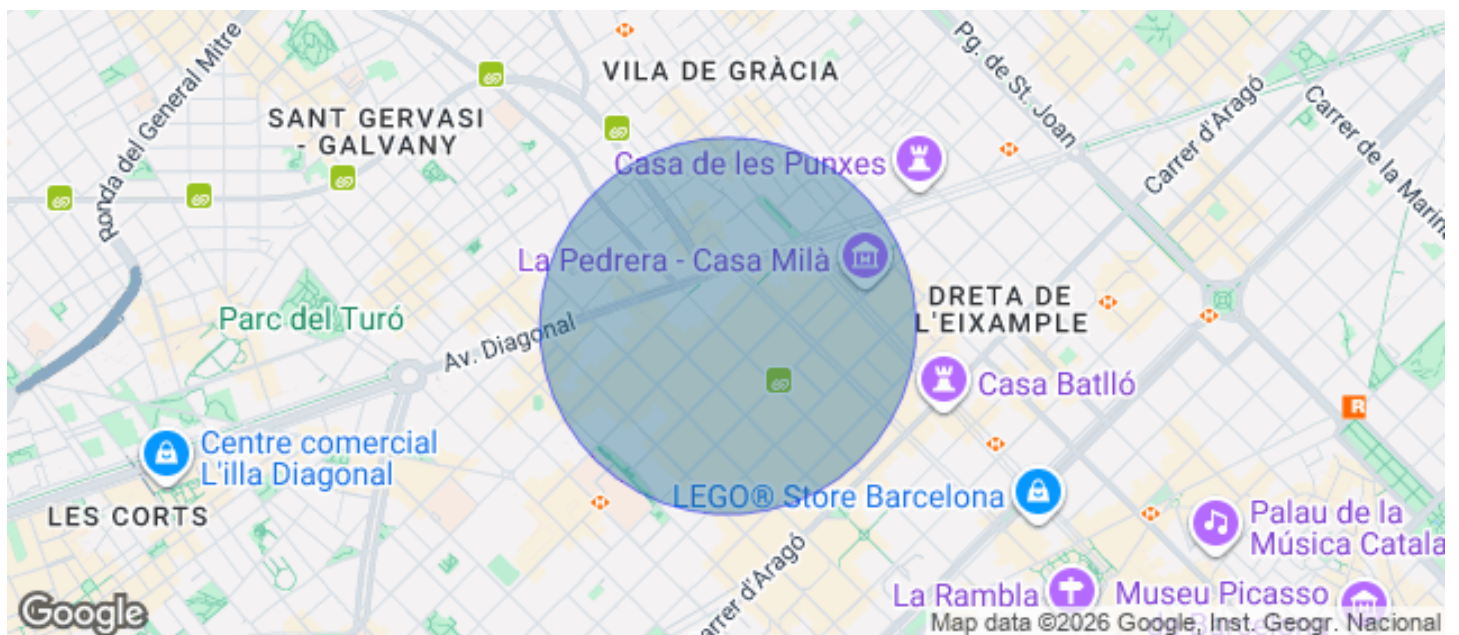 Ronda del General Mitre
VILA DE GRÀCIA
Pg. de St. Joan
SANT GERVASI
- GALVANY
Carrer d'Aragó
Carrer de la Marina
Casa de les Punxes
La Pedrera - Casa Milà
DRETA DE
L'EIXAMPLE
Parc del Turó
Av. Diagonal
Casa Batlló
Centre comercial
L'illa Diagonal
R
LES CORTS
LEGO® Store Barcelona
Palau de la
Música Catala
arrer d'Aragó
La Rambla
Museu Picasso
Google
Map data ©2026 Google, Inst. Geogr. Nacional